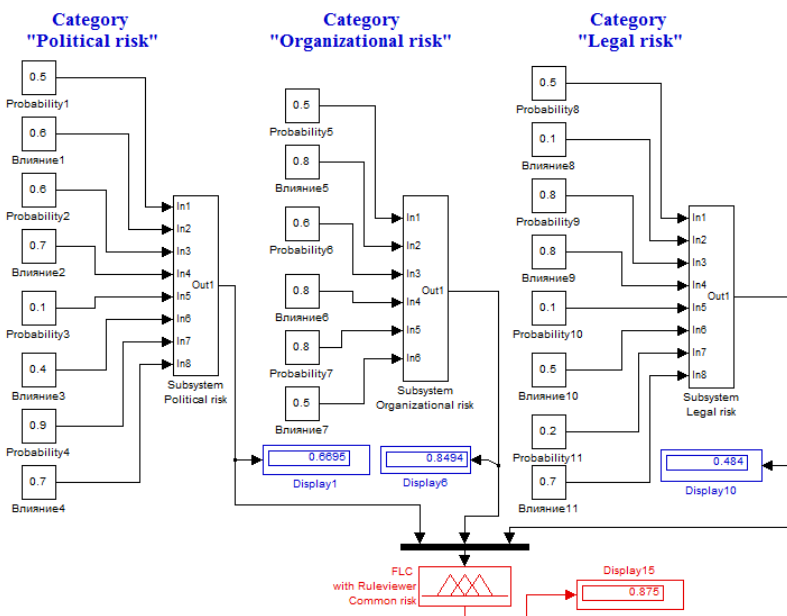 Category
"Political risk"
0.5
Probability1
0.6
Влияние1
0.6
Probability2
0.7
Влияние2
0.1
Probability3
0.4
Влияние3
0.9
Probability4
0.7
Влияние4
In1
In2
In3
In4
In5
In6
In7
In8
Out1
Subsystem
Political risk
0.6695
Display1
Category
"Organizational risk"
0.5
Probability5
0.8
Влияние5
0.6
Probability6
0.8
Влияние6
0.8
Probability7
0.5
Влияние7
In1
In2
In3
In4
In5
In6
Out1
Subsystem
Organizational risk
0.8494
Display6
Category
"Legal risk"
0.5
Probability8
0.1
Влияние8
0.8
Probability9
0.8
Влияние9
0.1
Probability10
0.5
Влияние10
0.2
Probability11
0.7
Влияние11
In1
In2
In3
In4
In5
In6
In7
In8
Out1
Subsystem
Legal risk
0.484
Display10
FLC
with Ruleviewer
Common risk
Display15
0.875